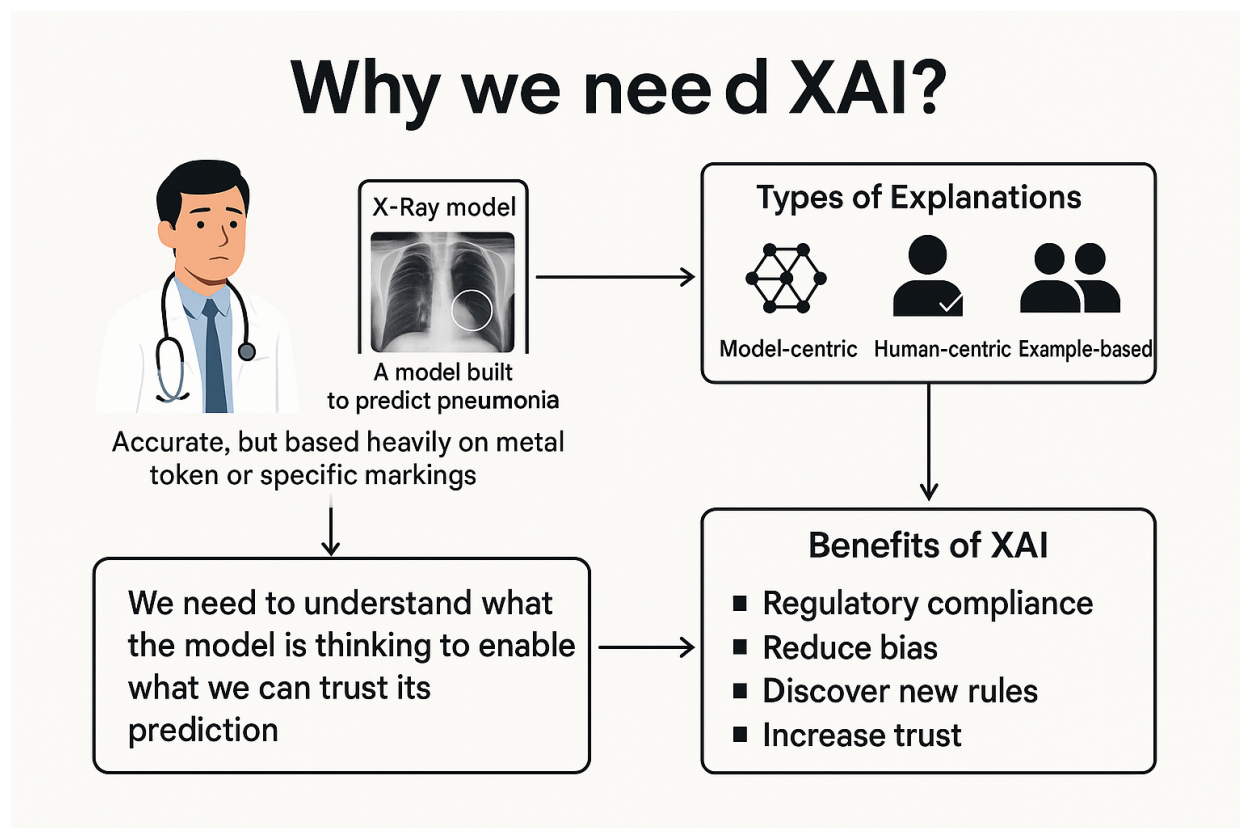 Why we need XAI?
X-Ray model
A model built
to predict pneumonia
Accurate, but based heavily on metal
token or specific markings
We need to understand what
the model is thinking to enable
what we can trust its
prediction
Types of Explanations
Model-centric
Human-centric
Example-based
Benefits of XAI
▪ Regulatory compliance
▪ Reduce bias
▪ Discover new rules
▪ Increase trust